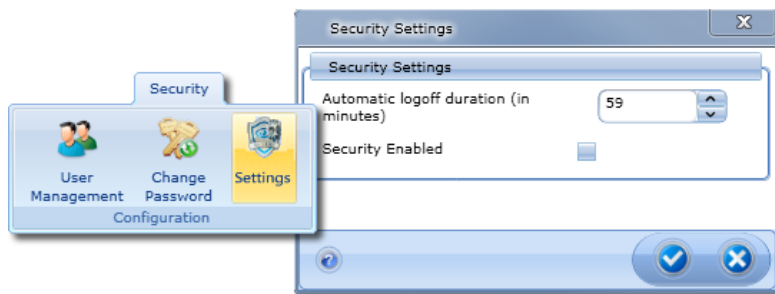 Security
User Management
Change Password
Settings
Configuration
Security Settings
Security Settings
Automatic logoff duration (in
minutes)
59
Security Enabled